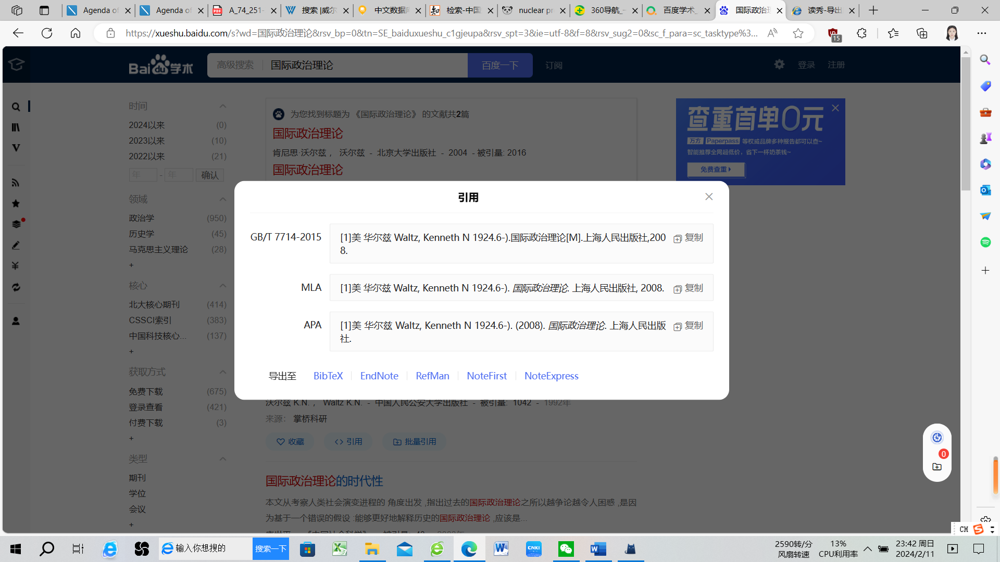 Agenda of
Agenda of
A_74_251-
搜索 |威尔
中文数据库
检索-中国
nuclear pr
360导航_-
百度学术_
国际政治理
读秀-导出
https://xueshu.baidu.com/s?wd=国际政治理论&rsv_bp=0&tn=SE_baiduxueshu_c1gjeupa&rsv_spt=3&ie=utf-8&f=8&rsv_sug2=0&sc_f_para=sc_tasktype%3...
15
Bai du 学术
高级搜索
国际政治理论
百度一下
订阅
登录
注册
时间
2024以来 (0)
2023以来 (10)
2022以来 (21)
年 - 年 确认
领域
政治学 (950)
历史学 (45)
马克思主义理论 (28)
+
核心
北大核心期刊 (414)
CSSCI索引 (383)
中国科技核心... (137)
+
获取方式
免费下载 (675)
登录查看 (421)
付费下载 (3)
+
类型
期刊
学位
会议
+
为您找到标题为 《国际政治理论》 的文献共2篇
国际政治理论
肯尼思·沃尔兹 ， 沃尔兹 - 北京大学出版社 - 2004 - 被引量: 2016
国际政治理论
查重首单0元
万方 Paperpass 等权威品牌多种报告都可以查~
智能推荐全网超低价，省下一杯奶茶钱~
免费查重
引用
GB/T 7714-2015
[1]美 华尔兹 Waltz, Kenneth N 1924.6-).国际政治理论[M].上海人民出版社,200
8.
复制
MLA
[1]美 华尔兹 Waltz, Kenneth N 1924.6-). 国际政治理论. 上海人民出版社, 2008.
复制
APA
[1]美 华尔兹 Waltz, Kenneth N 1924.6-). (2008). 国际政治理论. 上海人民出版
社.
复制
导出至 BibTeX EndNote RefMan NoteFirst NoteExpress
沃尔兹 K.N. ， Waltz K.N. - 中国人民公安大学出版社 - 被引量: 1042 - 1992年
来源： 掌桥科研
收藏 引用 批量引用
国际政治理论的时代性
本文从考察人类社会演变进程的 角度出发 ,指出过去的国际政治理论之所以越争论越令人困惑 ,是因
为基于一个错误的假设 :能够更好地解释历史的国际政治理论 ,应该是...
0
CH
输入你想搜的
搜索一下
CNKI
2590转/分
风扇转速
13%
CPU利用率
23:42 周日
2024/2/11